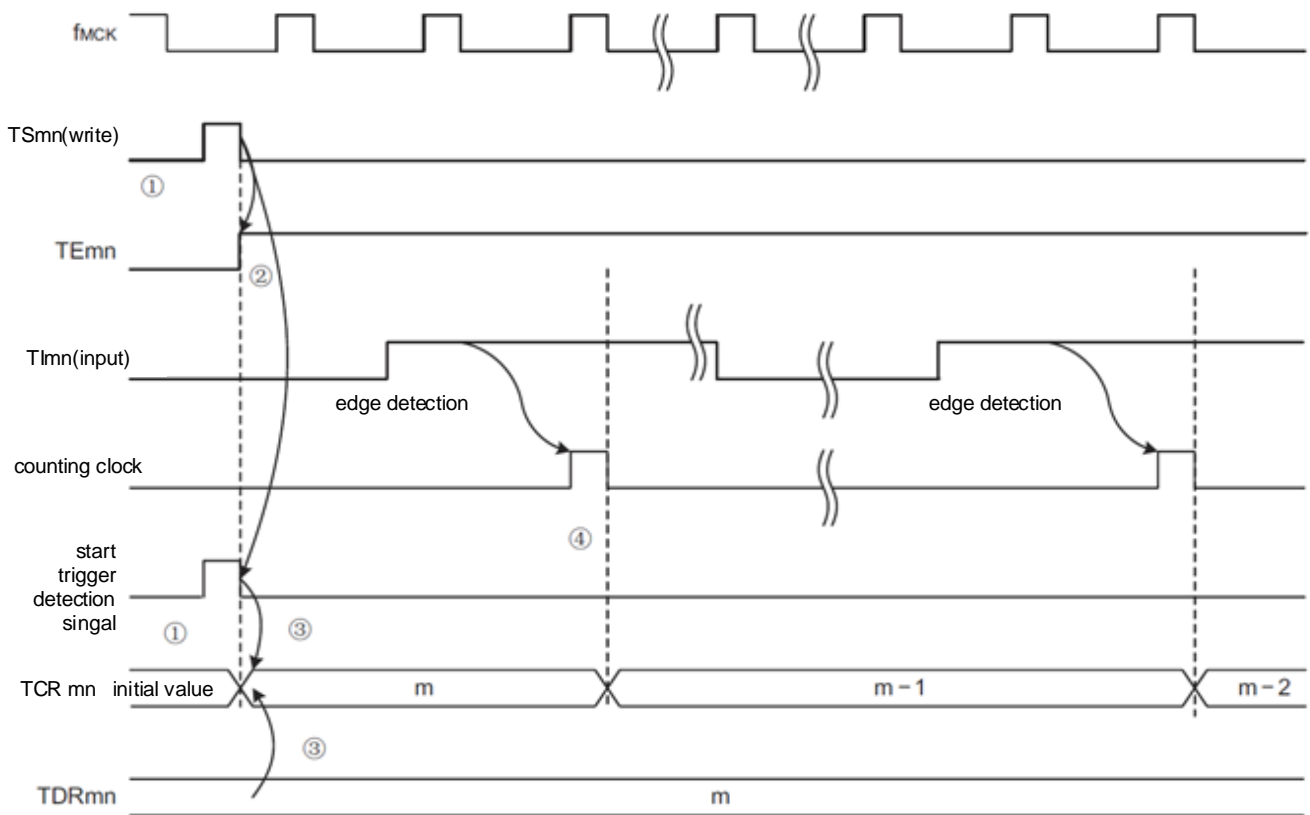 fMCK
TSmn(write)
①
TEmn
②
TImn(input)
edge detection
edge detection
counting clock
④
start
trigger
detection
singal
①
③
TCR mn initial value
m
m－1
m－2
③
TDRmn
m